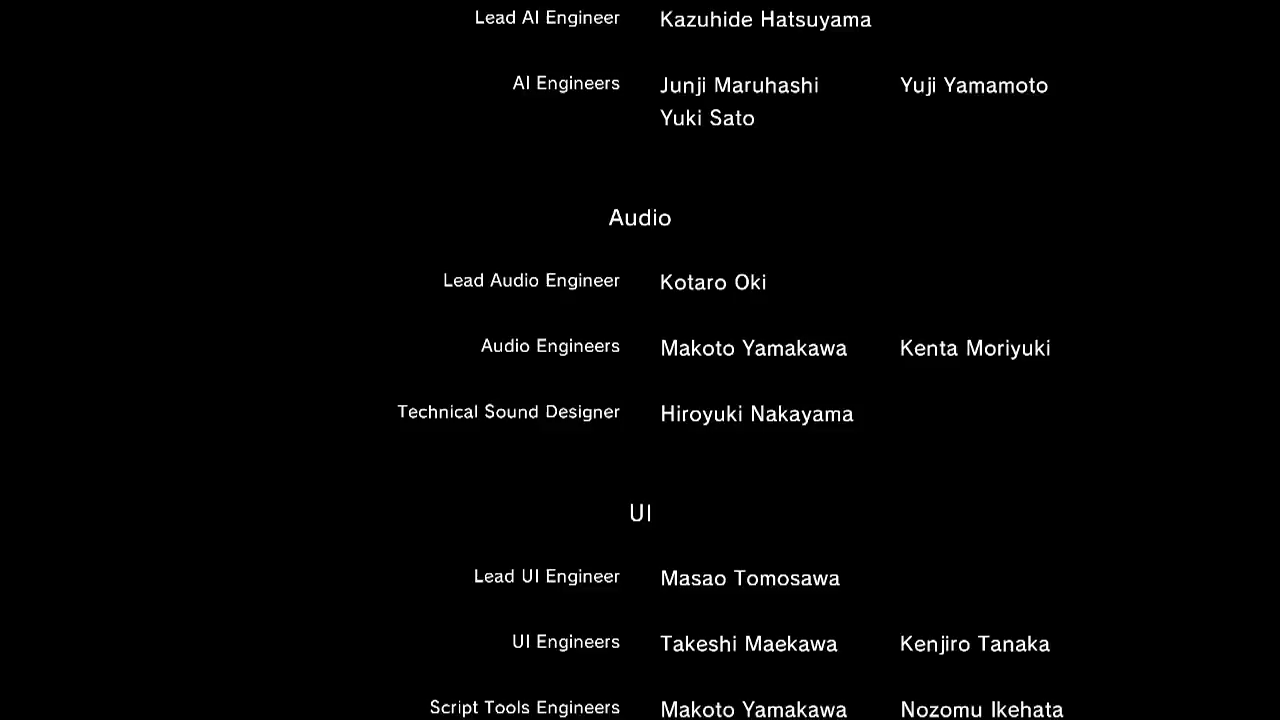 Lead AI Engineer Kazuhide Hatsuyama
AI Engineers Junji Maruhashi Yuji Yamamoto
Yuki Sato
Audio
Lead Audio Engineer Kotaro Oki
Audio Engineers Makoto Yamakawa Kenta Moriyuki
Technical Sound Designer Hiroyuki Nakayama
UI
Lead UI Engineer Masao Tomosawa
UI Engineers Takeshi Maekawa Kenjiro Tanaka
Script Tools Engineers Makoto Yamakawa Nozomu Ikehata